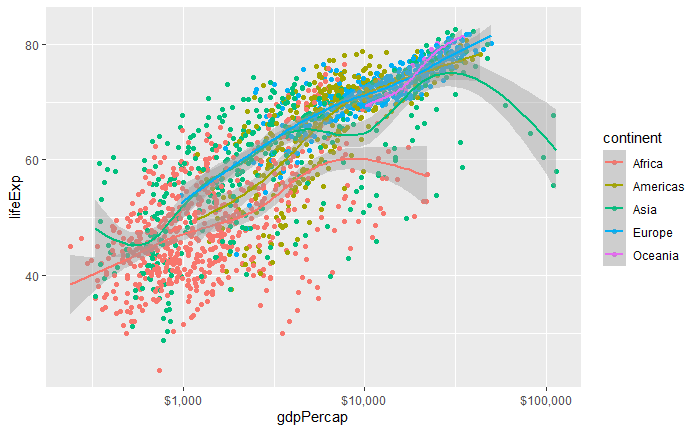 80
60
40
lifeExp
$1,000
$10,000
$100,000
gdpPercap
continent
Africa
Americas
Asia
Europe
Oceania